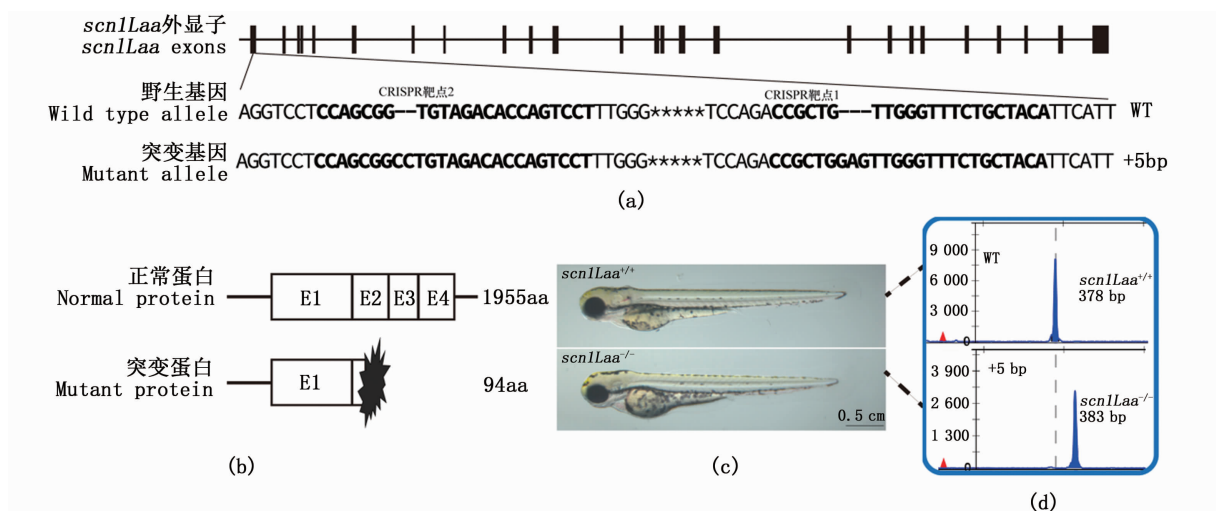 scn1Laa外显子
scn1Laa exons
CRISPR靶点2
CRISPR靶点1
野生基因
Wild type allele
AGGTCCTCCAGCGG--TGTAGACACCAGTCCTTTGGG*****TCCAGACCGCTG---TTGGGTTTCTGCTACATTCATT WT
突变基因
Mutant allele
AGGTCCTCCAGCGGCCTGTAGACACCAGTCCTTTGGG*****TCCAGACCGCTGGAGTTGGGTTTCTGCTACATTCATT +5bp
(a)
正常蛋白
Normal protein
E1 E2 E3 E4 1955aa
突变蛋白
Mutant protein
E1 94aa
(b)
scn1Laa+/+
scn1Laa-/-
0.5 cm
(c)
9 000
WT
6 000
scn1Laa+/+
378 bp
3 000
0
3 900
+5 bp
2 600
scn1Laa-/-
383 bp
1 300
0
(d)